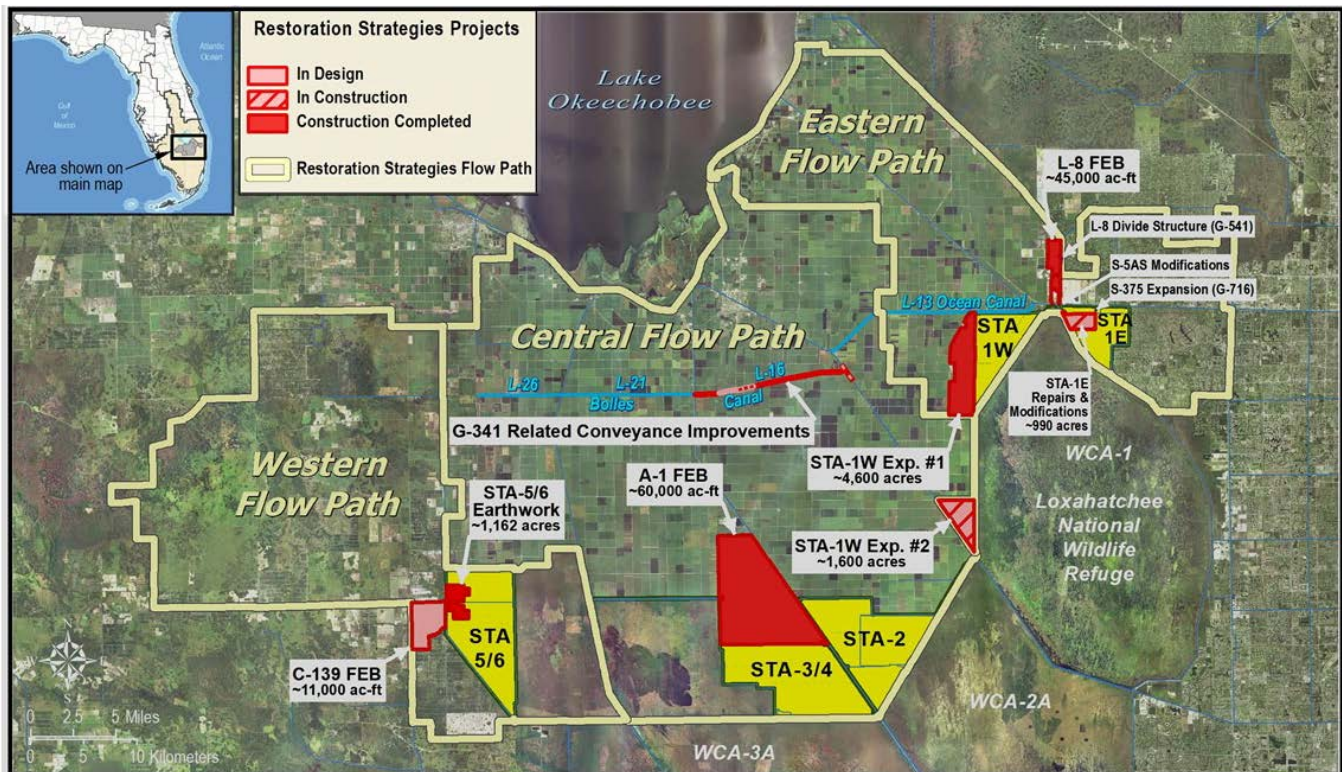 Atlantic
Ocean
Gulf
of
Mexico
Area shown on
main map
Restoration Strategies Projects
In Design
In Construction
Construction Completed
Restoration Strategies Flow Path
Lake
Okeechobee
Eastern
Flow Path
L-8 FEB
~45,000 ac-ft
L-8 Divide Structure (G-541)
S-5AS Modifications
S-375 Expansion (G-716)
L-13 Ocean Canal
STA
1W
STA
1E
Central Flow Path
L-26
L-21
L-16
Bolles
Canal
G-341 Related Conveyance Improvements
STA-1E
Repairs &
Modifications
~990 acres
STA-1W Exp. #1
~4,600 acres
WCA-1
Loxahatchee
National
Wildlife
Refuge
Western
Flow Path
STA-5/6
Earthwork
~1,162 acres
A-1 FEB
~60,000 ac-ft
STA-1W Exp. #2
~1,600 acres
STA
5/6
STA-2
STA-3/4
C-139 FEB
~11,000 ac-ft
N
W
E
S
0 2.5 5 Miles
0 5 10 Kilometers
WCA-2A
WCA-3A